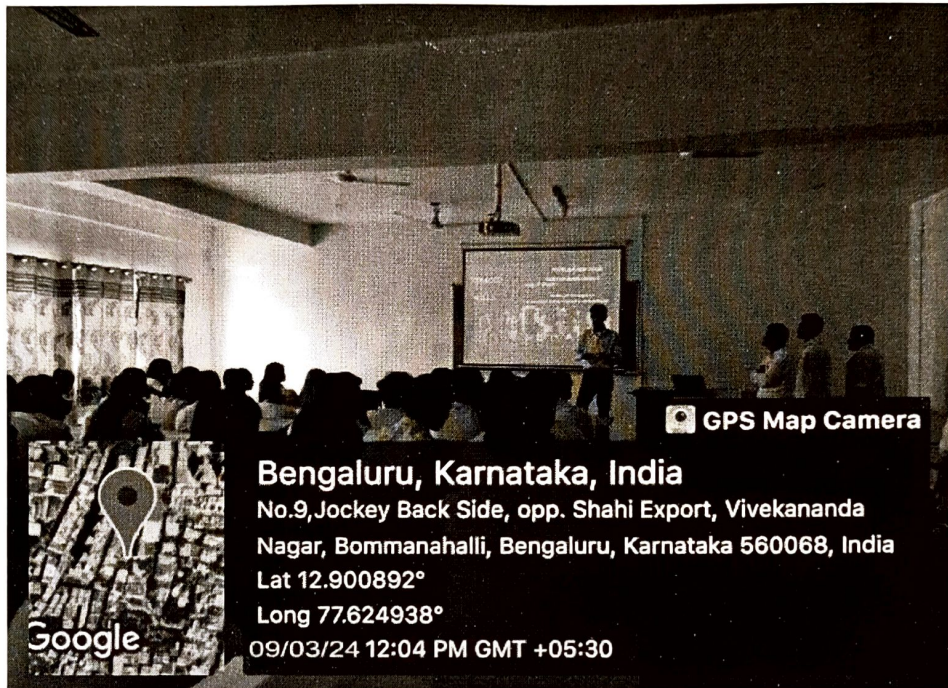 GPS Map Camera
Bengaluru, Karnataka, India
No.9,Jockey Back Side, opp. Shahi Export, Vivekananda
Nagar, Bommanahalli, Bengaluru, Karnataka 560068, India
Lat 12.900892°
Long 77.624938°
09/03/24 12:04 PM GMT +05:30
Google